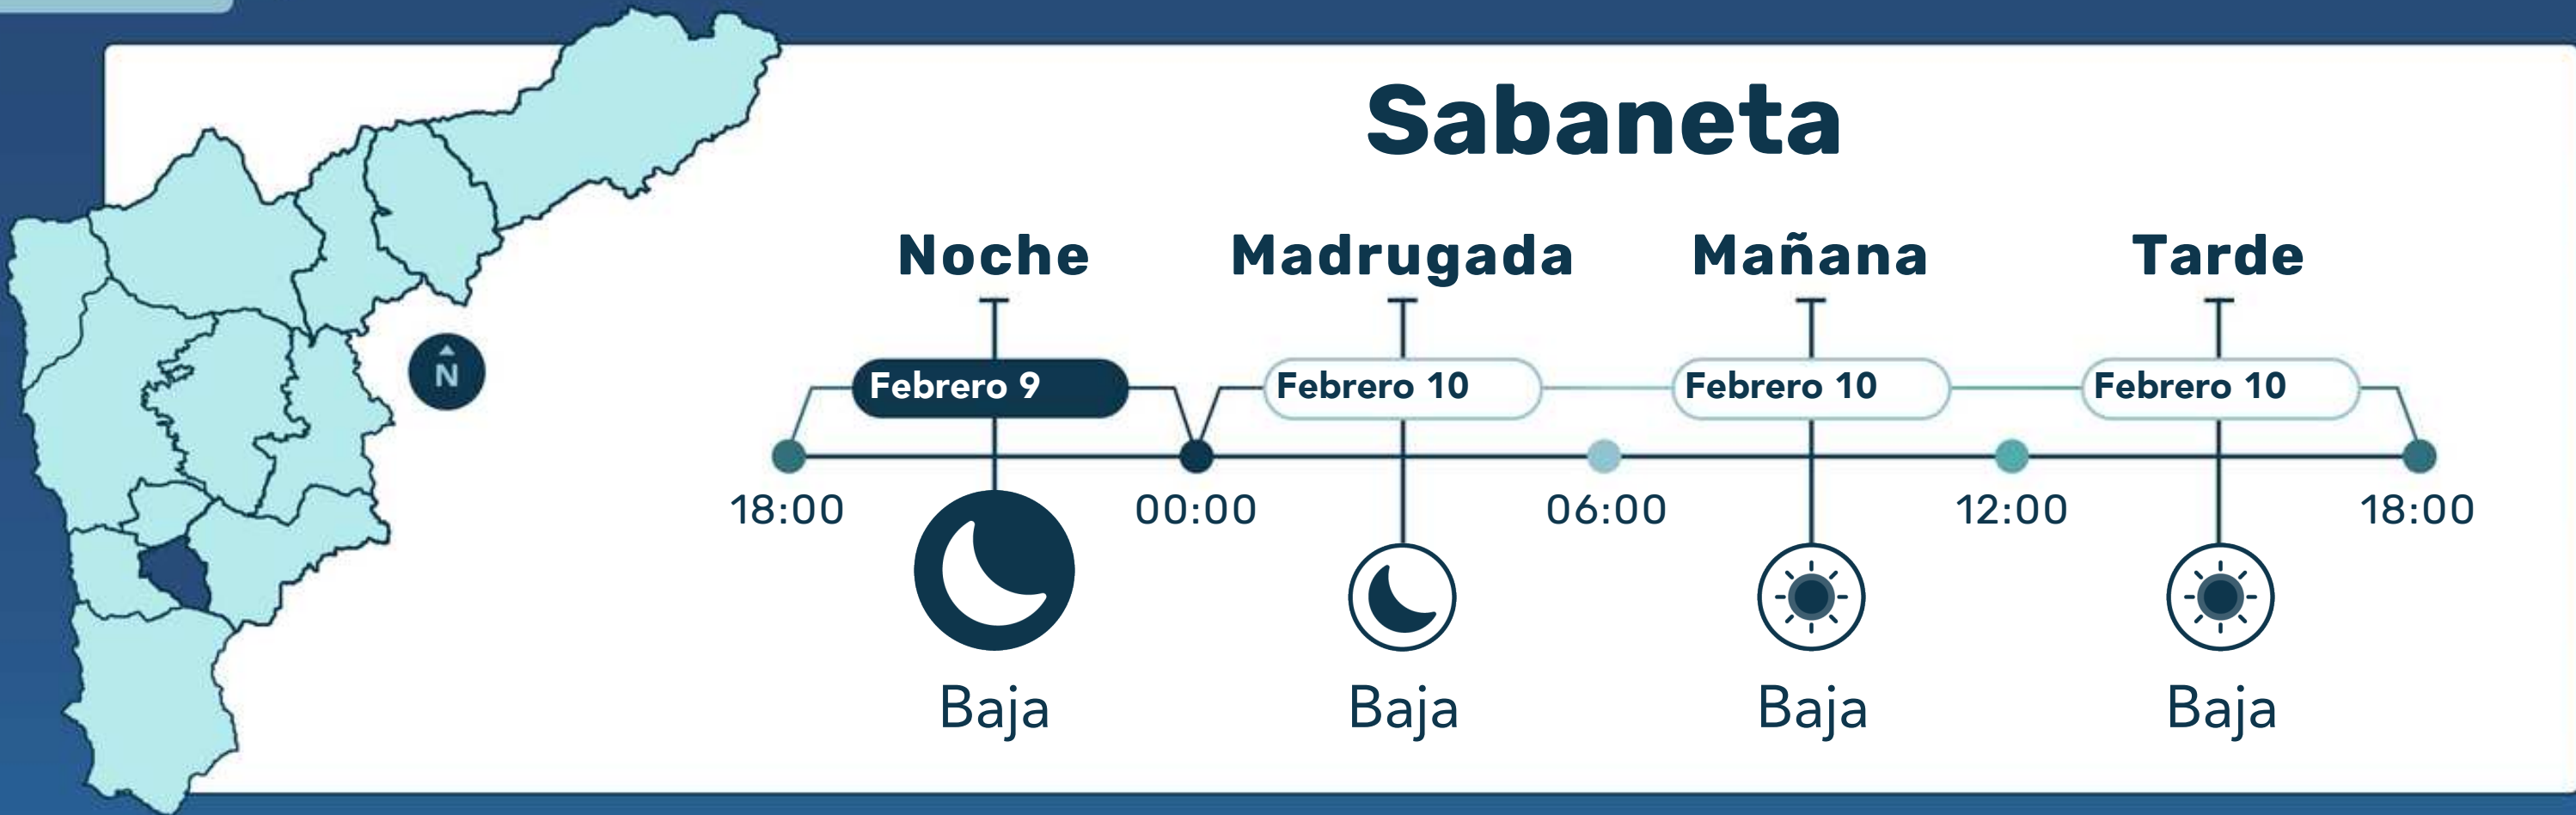 Sabaneta
Noche Madrugada Mañana Tarde
Febrero 9 Febrero 10 Febrero 10 Febrero 10
N
18:00 00:00 06:00 12:00 18:00
Baja Baja Baja Baja